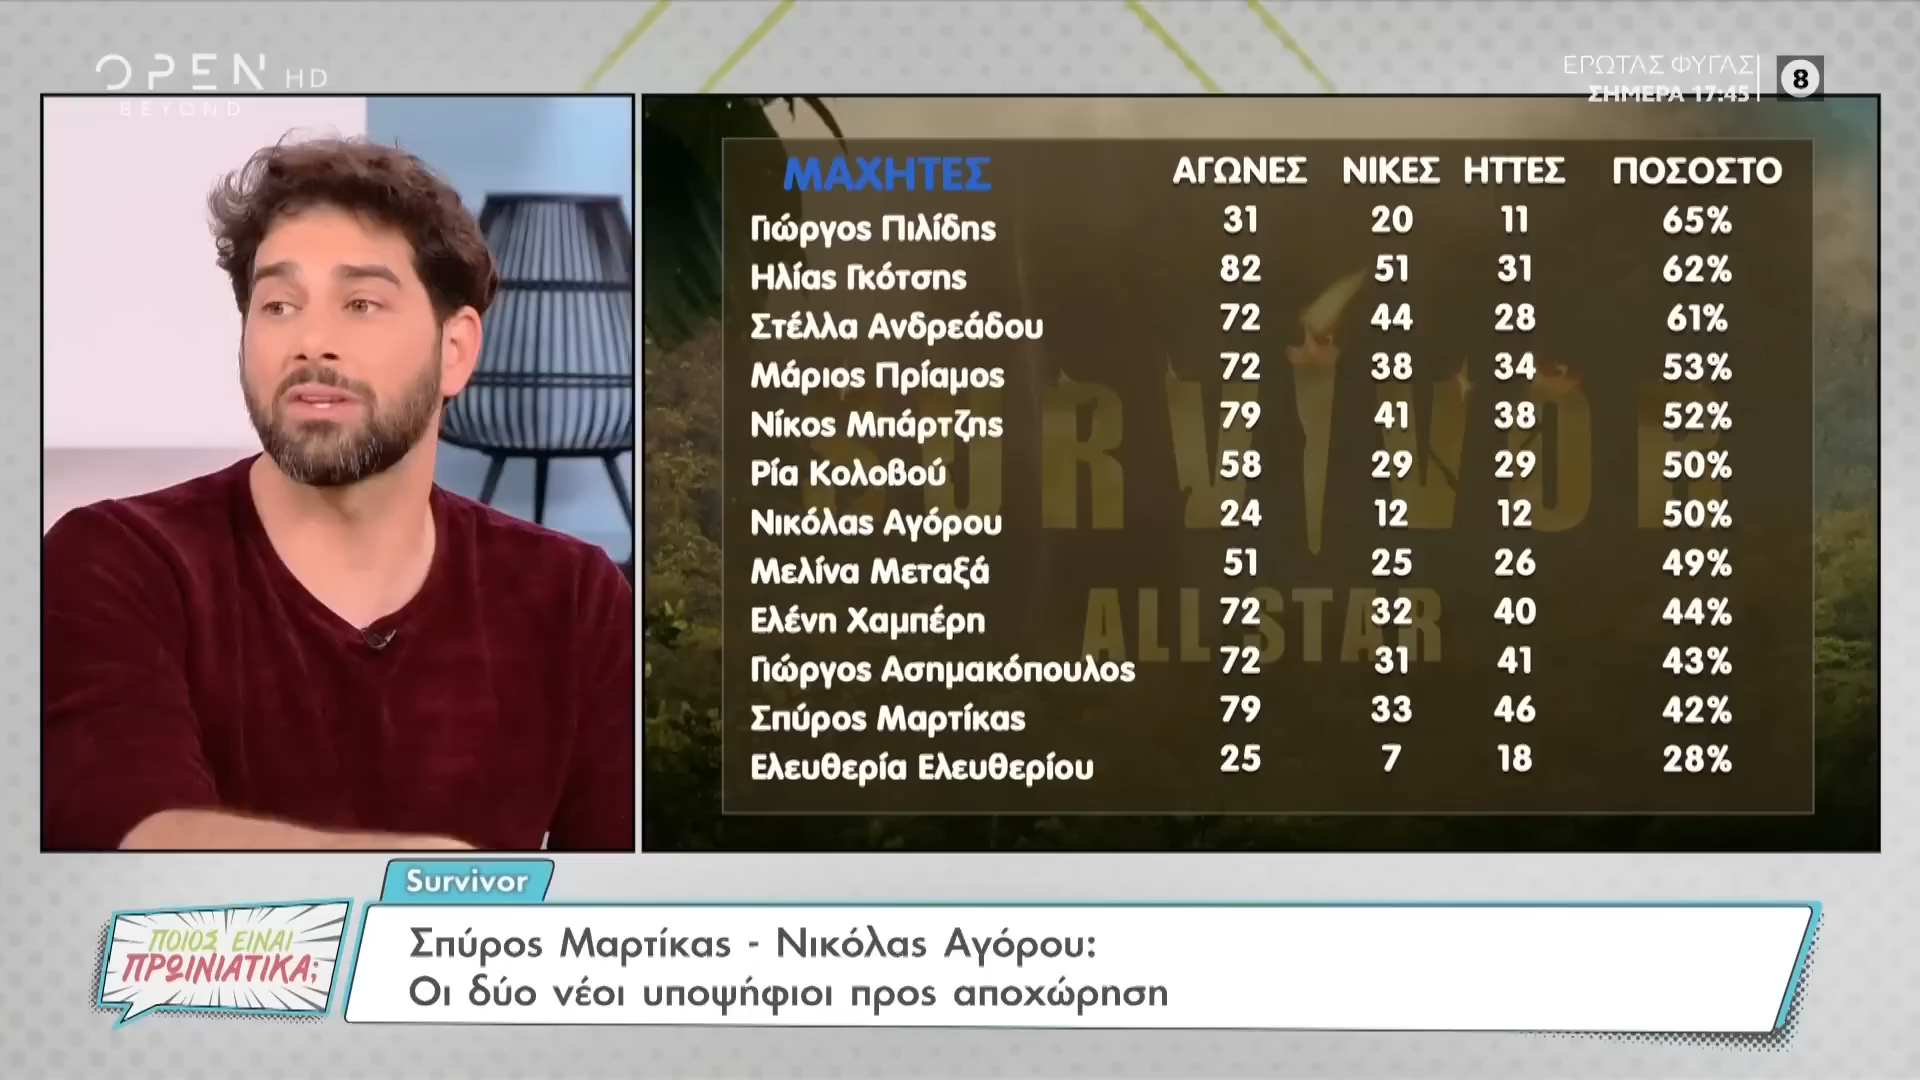 OPEN HD
BEYOND
ΕΡΩΤΑΣ ΦΥΓΑΣ
ΣΗΜΕΡΑ 17:45
8
ΜΑΧΗΤΕΣ ΑΓΩΝΕΣ ΝΙΚΕΣ ΗΤΤΕΣ ΠΟΣΟΣΤΟ
Γιώργος Πιλίδης 31 20 11 65%
Ηλίας Γκότσης 82 51 31 62%
Στέλλα Ανδρεάδου 72 44 28 61%
Μάριος Πρίαμος 72 38 34 53%
Νίκος Μπάρτζης 79 41 38 52%
Ρία Κολοβού 58 29 29 50%
Νικόλας Αγόρου 24 12 12 50%
Μελίνα Μεταξά 51 25 26 49%
Ελένη Χαμπέρη 72 32 40 44%
Γιώργος Ασημακόπουλος 72 31 41 43%
Σπύρος Μαρτίκας 79 33 46 42%
Ελευθερία Ελευθερίου 25 7 18 28%
SURVIVOR
ALL STAR
Survivor
ΠΟΙΟΣ ΕΙΝΑΙ
ΠΡΩΙΝΙΑΤΙΚΑ;
Σπύρος Μαρτίκας - Νικόλας Αγόρου:
Οι δύο νέοι υποψήφιοι προς αποχώρηση